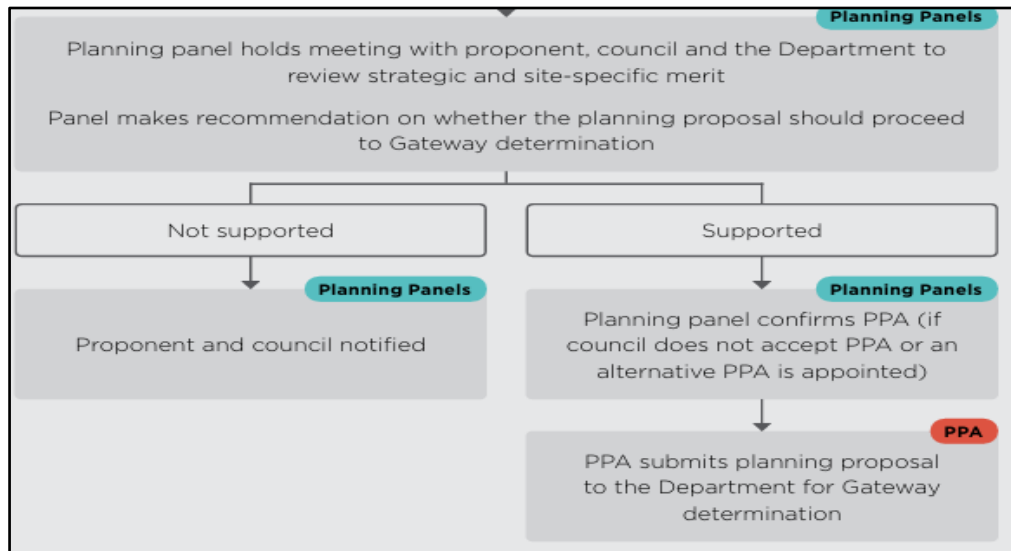 Planning Panels
Planning panel holds meeting with proponent, council and the Department to
review strategic and site-specific merit
Panel makes recommendation on whether the planning proposal should proceed
to Gateway determination
Not supported
Supported
Planning Panels
Proponent and council notified
Planning Panels
Planning panel confirms PPA (if
council does not accept PPA or an
alternative PPA is appointed)
PPA
PPA submits planning proposal
to the Department for Gateway
determination